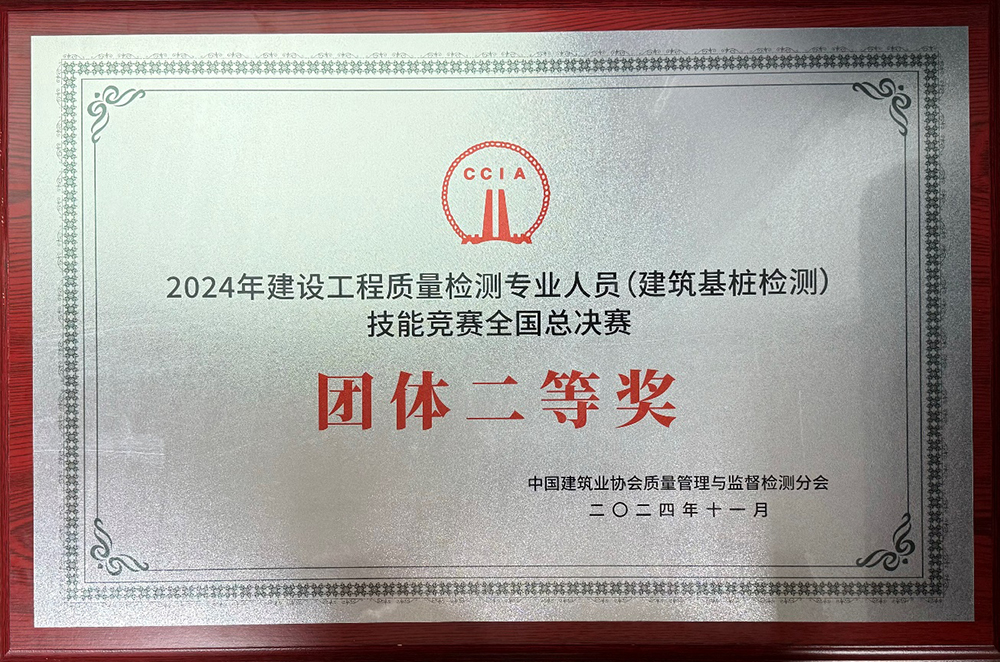 CCIA
2024年建设工程质量检测专业人员（建筑基桩检测）
技能竞赛全国总决赛
团体二等奖
中国建筑业协会质量管理与监督检测分会
二〇二四年十一月